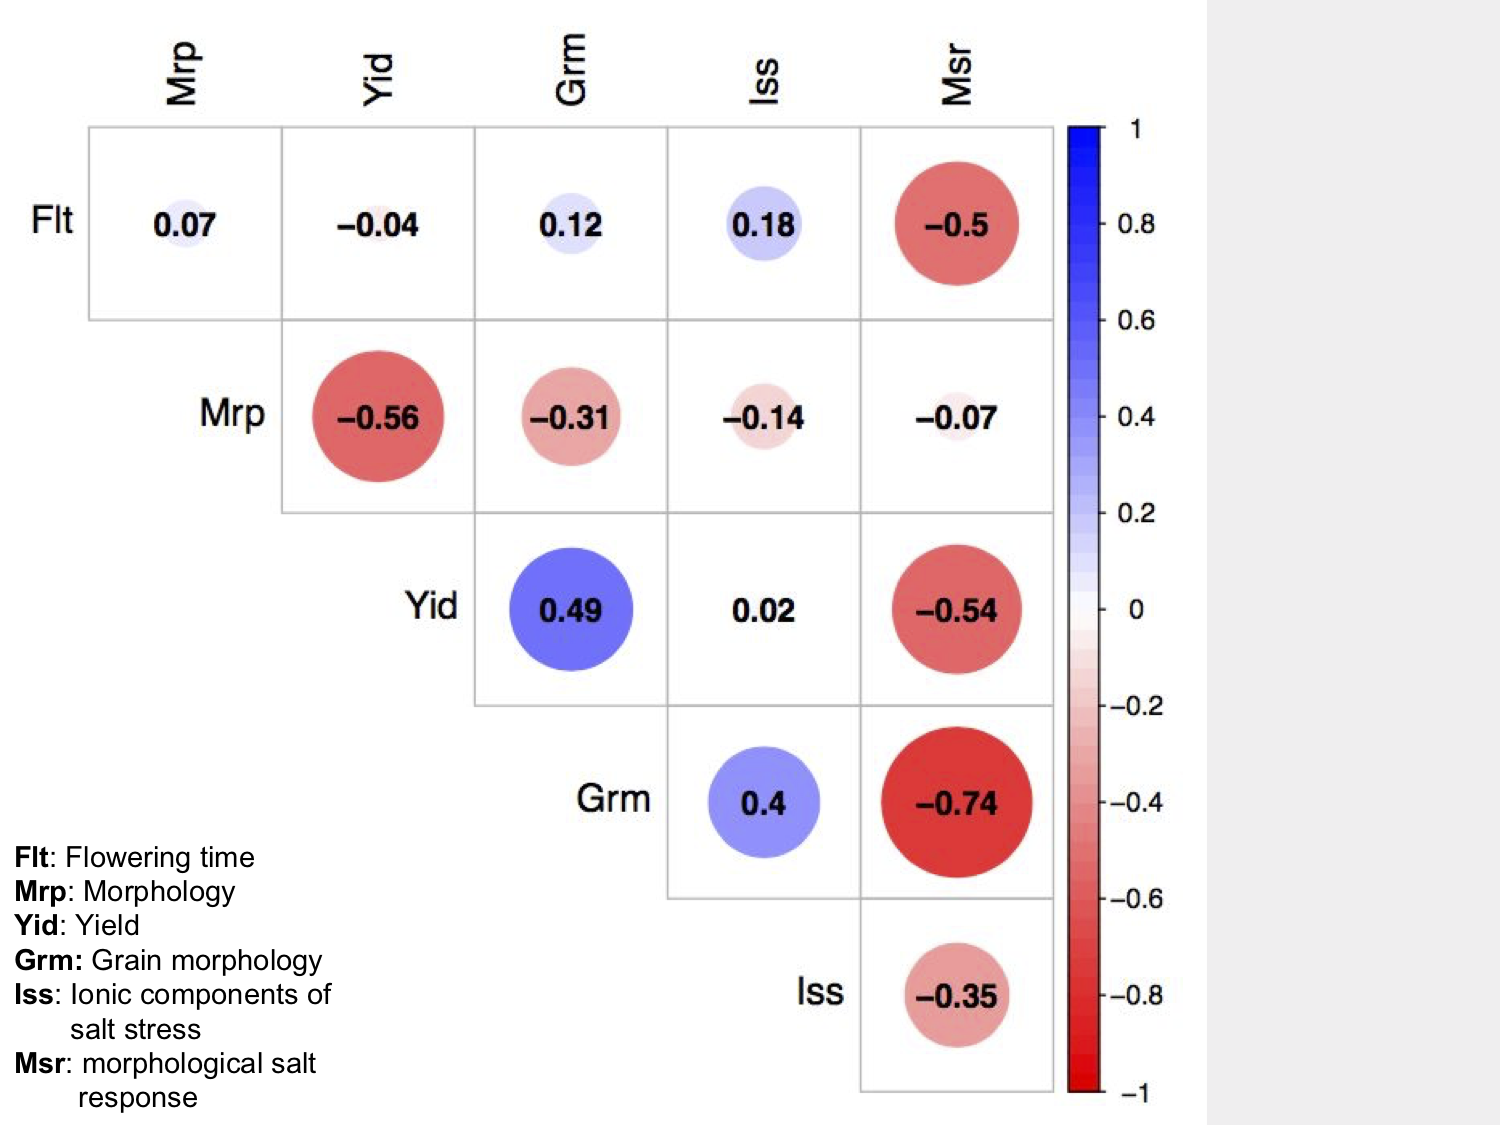 Mrp Yid Grm Iss Msr
1
Flt 0.07 −0.04 0.12 0.18 −0.5 0.8
0.6
Mrp −0.56 −0.31 −0.14 −0.07 0.4
0.2
Yid 0.49 0.02 −0.54 0
−0.2
Grm 0.4 −0.74 −0.4
−0.6
Iss −0.35 −0.8
−1
Flt: Flowering time
Mrp: Morphology
Yid: Yield
Grm: Grain morphology
Iss: Ionic components of
salt stress
Msr: morphological salt
response